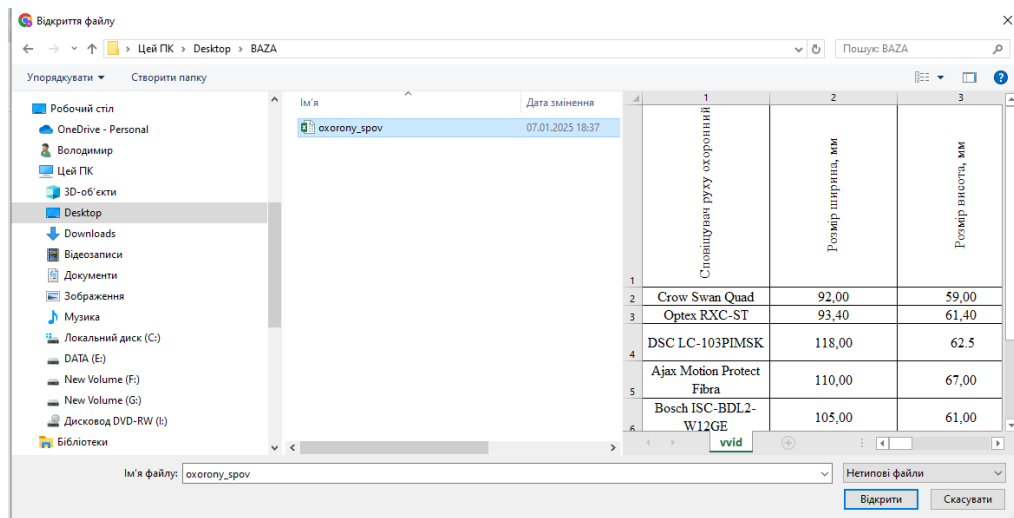 Відкриття файлу
Цей ПК › Desktop › BAZA
Пошук: BAZA
Упорядкувати
Створити папку
Робочий стіл
OneDrive - Personal
Володимир
Цей ПК
3D-об'єкти
Desktop
Downloads
Відеозаписи
Документи
Зображення
Музика
Локальний диск (C:)
DATA (E:)
New Volume (F:)
New Volume (G:)
Дисковод DVD-RW (I:)
Бібліотеки
Ім'я Дата змінення
oxorony_spov 07.01.2025 18:37
1 2 3
1 Сповіщувач руху охоронний Розмір ширина, мм Розмір висота, мм
2 Crow Swan Quad 92,00 59,00
3 Optex RXC-ST 93,40 61,40
4 DSC LC-103PIMSK 118,00 62.5
5 Ajax Motion Protect
Fibra 110,00 67,00
6 Bosch ISC-BDL2-
W12GE 105,00 61,00
vvid
Ім'я файлу: oxorony_spov
Нетипові файли
Відкрити Скасувати